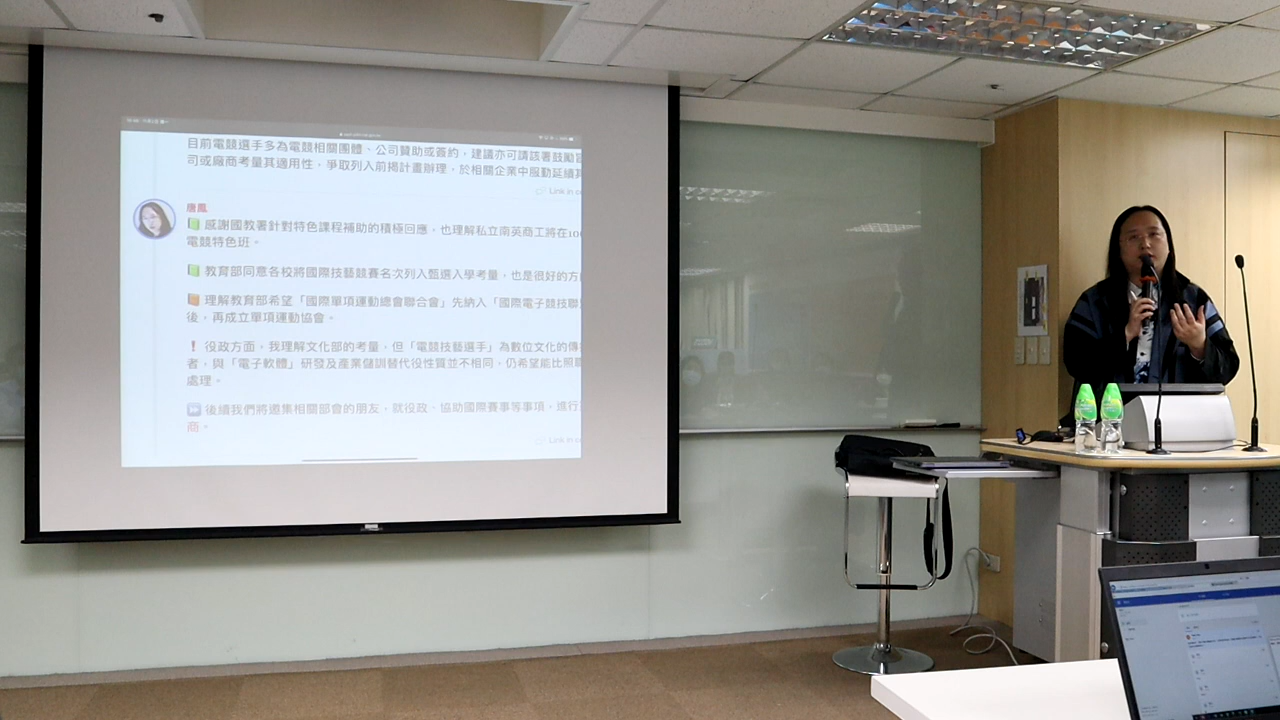 目前電競選手多為電競相關團體、公司贊助或簽約，建議亦可請該署鼓勵
司或廠商考量其適用性，爭取列入前揭計畫辦理，於相關企業中服勤延續
Link in
唐鳳
感謝國教署針對特色課程補助的積極回應，也理解私立南英商工將在10
電競特色班。
教育部同意各校將國際技藝競賽名次列入甄選入學考量，也是很好的方
理解教育部希望「國際單項運動總會聯合會」先納入「國際電子競技聯
後，再成立單項運動協會。
❗ 役政方面，我理解文化部的考量，但「電競技藝選手」為數位文化的傳
者，與「電子軟體」研發及產業儲訓替代役性質並不相同，仍希望能比照
處理。
後續我們將邀集相關部會的朋友，就役政、協助國際賽事等事項，進行
商。
Link in